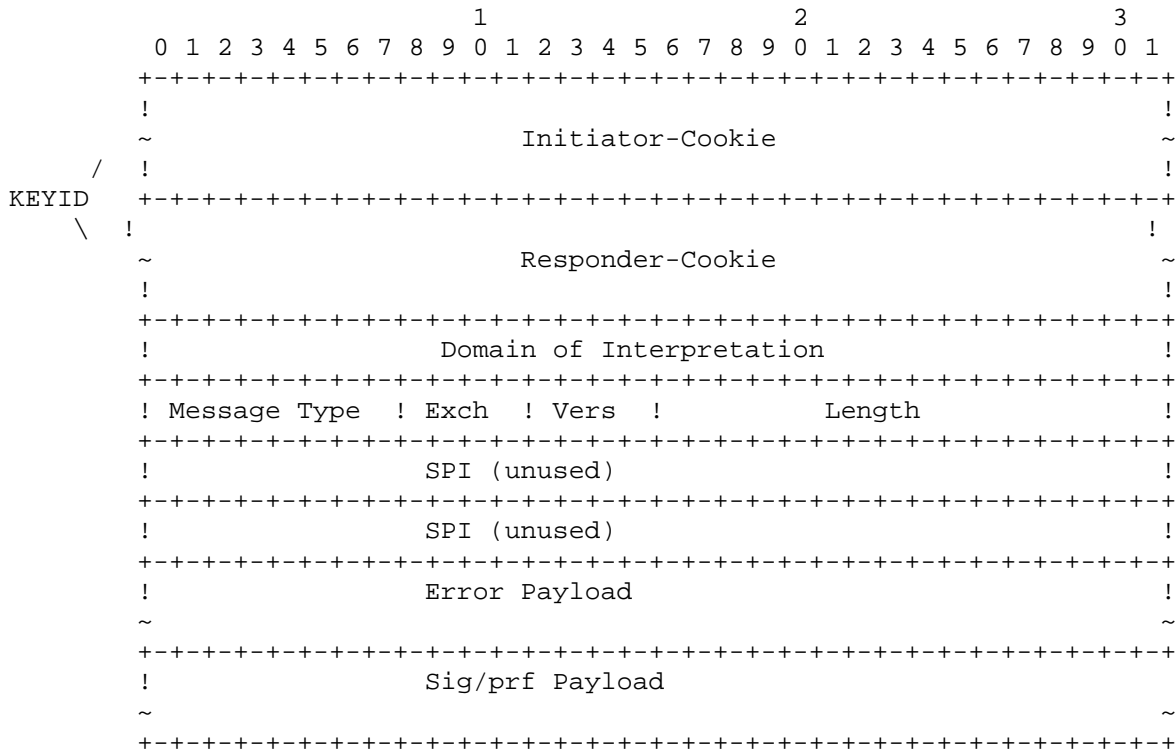 1                   2                   3
         0 1 2 3 4 5 6 7 8 9 0 1 2 3 4 5 6 7 8 9 0 1 2 3 4 5 6 7 8 9 0 1
        +-+-+-+-+-+-+-+-+-+-+-+-+-+-+-+-+-+-+-+-+-+-+-+-+-+-+-+-+-+-+-+-+
        !                                                               !
        ~                       Initiator-Cookie                        ~
     /  !                                                               !
KEYID   +-+-+-+-+-+-+-+-+-+-+-+-+-+-+-+-+-+-+-+-+-+-+-+-+-+-+-+-+-+-+-+-+
    \  !                                                               !
        ~                       Responder-Cookie                        ~
        !                                                               !
        +-+-+-+-+-+-+-+-+-+-+-+-+-+-+-+-+-+-+-+-+-+-+-+-+-+-+-+-+-+-+-+-+
        !                  Domain of Interpretation                     !
        +-+-+-+-+-+-+-+-+-+-+-+-+-+-+-+-+-+-+-+-+-+-+-+-+-+-+-+-+-+-+-+-+
        ! Message Type  ! Exch  ! Vers  !          Length               !
        +-+-+-+-+-+-+-+-+-+-+-+-+-+-+-+-+-+-+-+-+-+-+-+-+-+-+-+-+-+-+-+-+
        !                 SPI (unused)                                  !
        +-+-+-+-+-+-+-+-+-+-+-+-+-+-+-+-+-+-+-+-+-+-+-+-+-+-+-+-+-+-+-+-+
        !                 SPI (unused)                                  !
        +-+-+-+-+-+-+-+-+-+-+-+-+-+-+-+-+-+-+-+-+-+-+-+-+-+-+-+-+-+-+-+-+
        !                 Error Payload                                 !
        ~                                                               ~
        +-+-+-+-+-+-+-+-+-+-+-+-+-+-+-+-+-+-+-+-+-+-+-+-+-+-+-+-+-+-+-+-+
        !                 Sig/prf Payload
        ~                                                               ~
        +-+-+-+-+-+-+-+-+-+-+-+-+-+-+-+-+-+-+-+-+-+-+-+-+-+-+-+-+-+-+-+-+